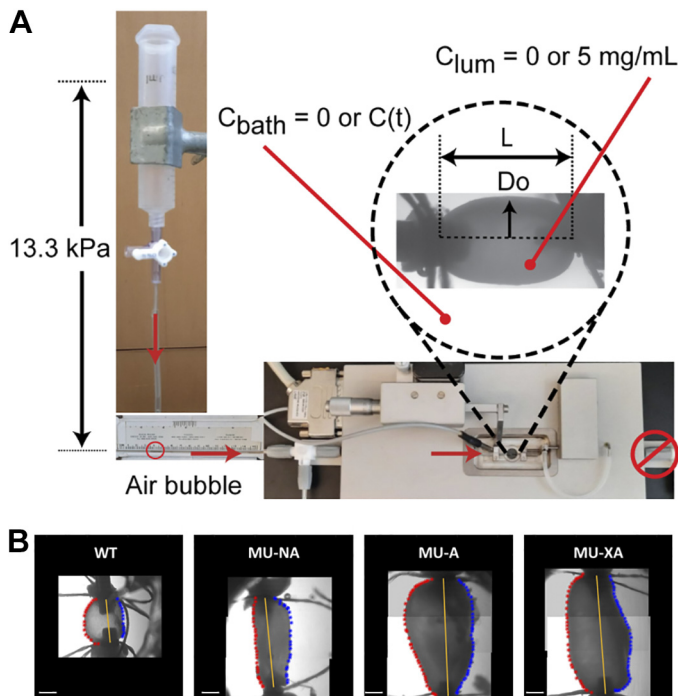 A
C_lum = 0 or 5 mg/mL
C_bath = 0 or C(t)
L
Do
13.3 kPa
Air bubble
B
WT
MU-NA
MU-A
MU-XA